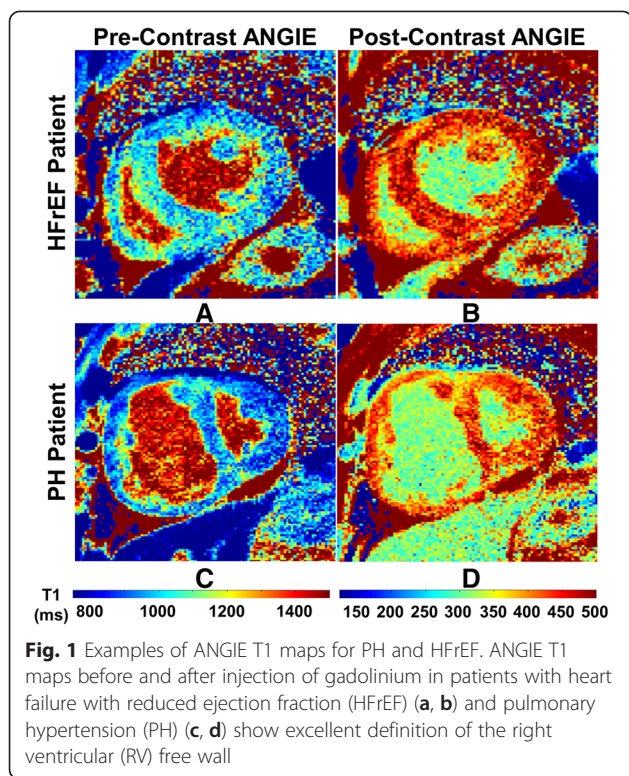 Pre-Contrast ANGIE Post-Contrast ANGIE
HFrEF Patient
A B
PH Patient
C D
T1 (ms) 800 1000 1200 1400 150 200 250 300 350 400 450 500
Fig. 1 Examples of ANGIE T1 maps for PH and HFrEF. ANGIE T1
maps before and after injection of gadolinium in patients with heart
failure with reduced ejection fraction (HFrEF) (a, b) and pulmonary
hypertension (PH) (c, d) show excellent definition of the right
ventricular (RV) free wall